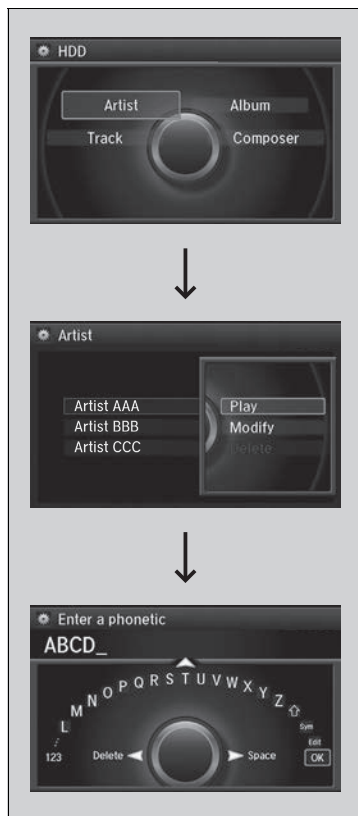 HDD
Artist Album
Track Composer
Artist
Artist AAA Play
Artist BBB Modify
Artist CCC Delete
Enter a phonetic
ABCD_
L M N O P Q R S T U V W X Y Z
Sym
Edit
123 Delete Space OK